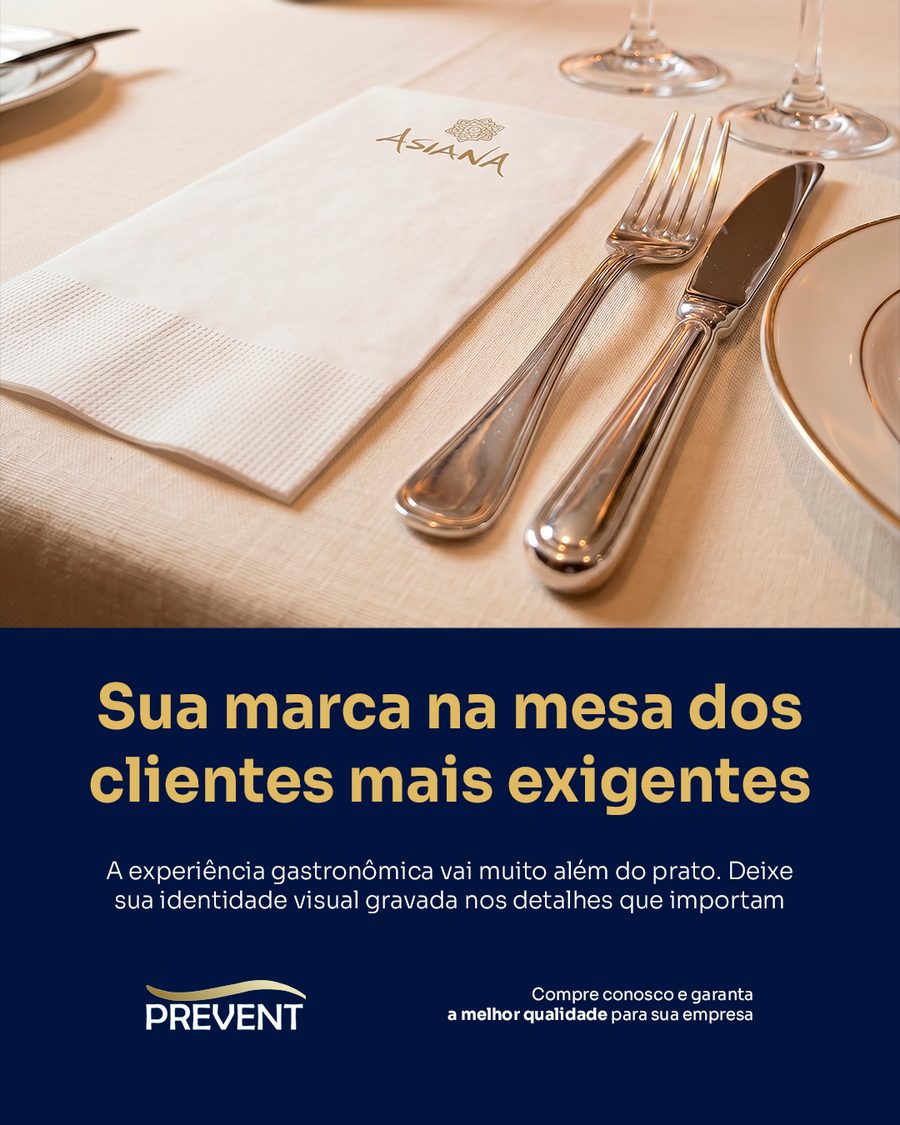 ASIANA
Sua marca na mesa dos
clientes mais exigentes
A experiência gastronômica vai muito além do prato. Deixe
sua identidade visual gravada nos detalhes que importam
PREVENT
Compre conosco e garanta
a melhor qualidade para sua empresa